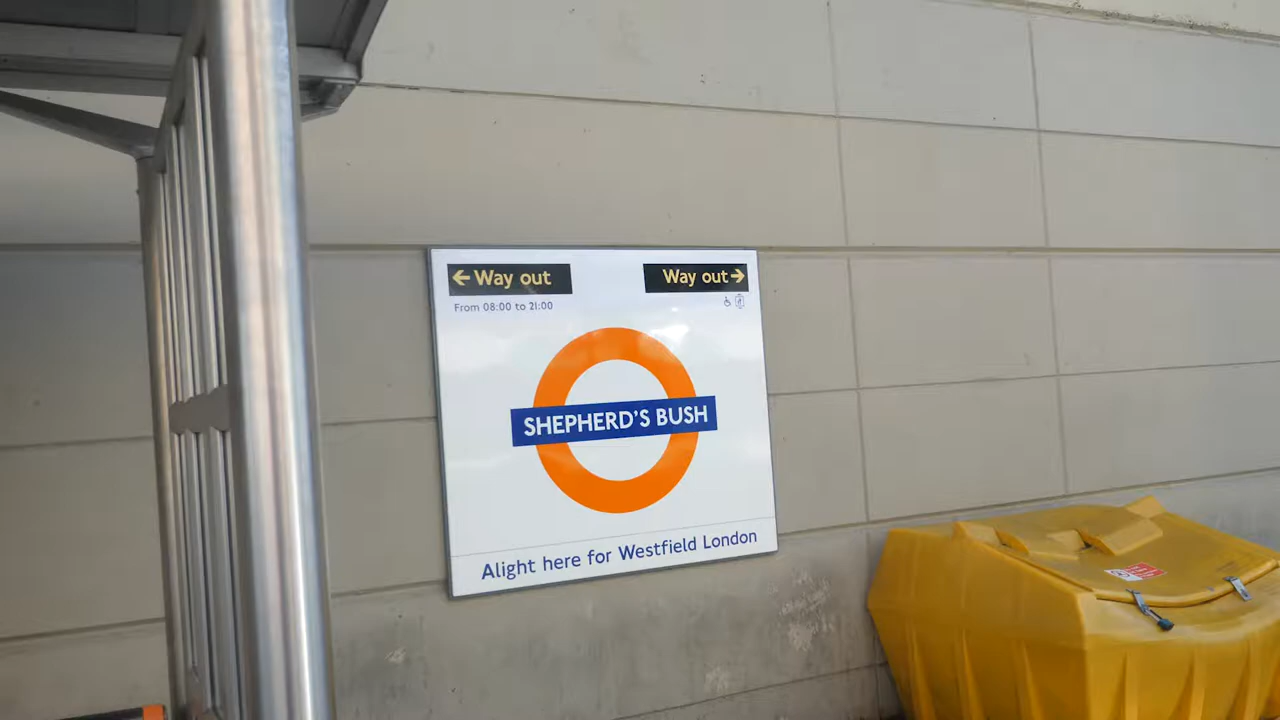 ← Way out
Way out →
From 08:00 to 21:00
SHEPHERD'S BUSH
Alight here for Westfield London